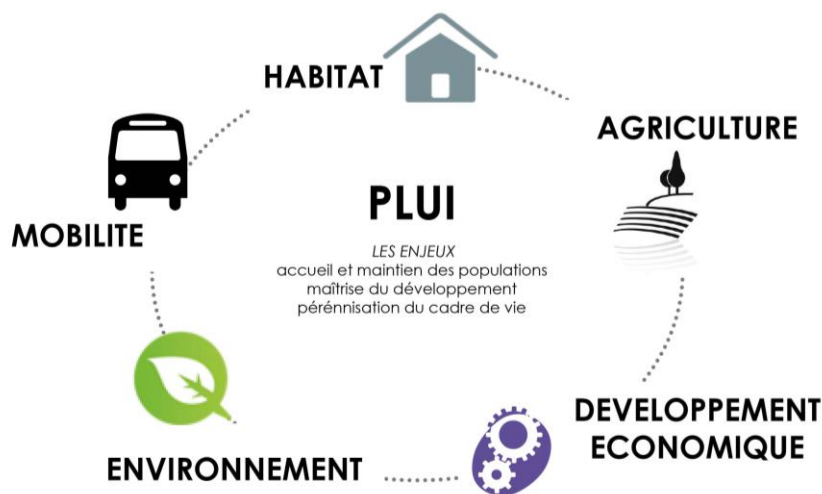 HABITAT
AGRICULTURE
PLUI
MOBILITE
LES ENJEUX
accueil et maintien des populations
maîtrise du développement
pérénnisation du cadre de vie
DEVELOPPEMENT
ECONOMIQUE
ENVIRONNEMENT